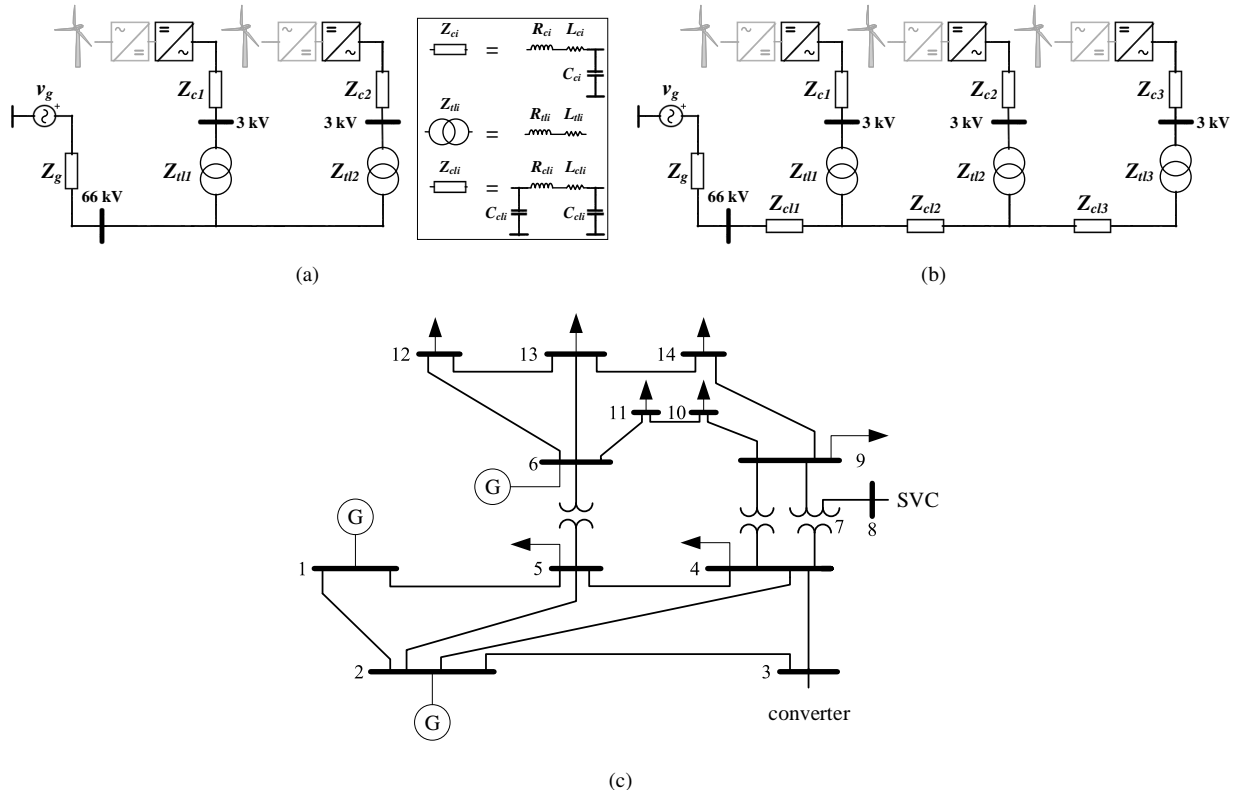 v_g
+
Z_g
66 kV
Z_c1
3 kV
Z_tl1
Z_c2
3 kV
Z_tl2
(a)
Z_ci
=
R_ci L_ci
C_ci
Z_tli
=
R_tli L_tli
Z_cli
=
R_cli L_cli
C_cli C_cli
v_g
+
Z_g
66 kV
Z_cl1
Z_c1
3 kV
Z_tl1
Z_cl2
Z_c2
3 kV
Z_tl2
Z_cl3
Z_c3
3 kV
Z_tl3
(b)
12
13
14
11
10
6
9
G
SVC
7
8
G
1
5
4
2
3
G
converter
(c)